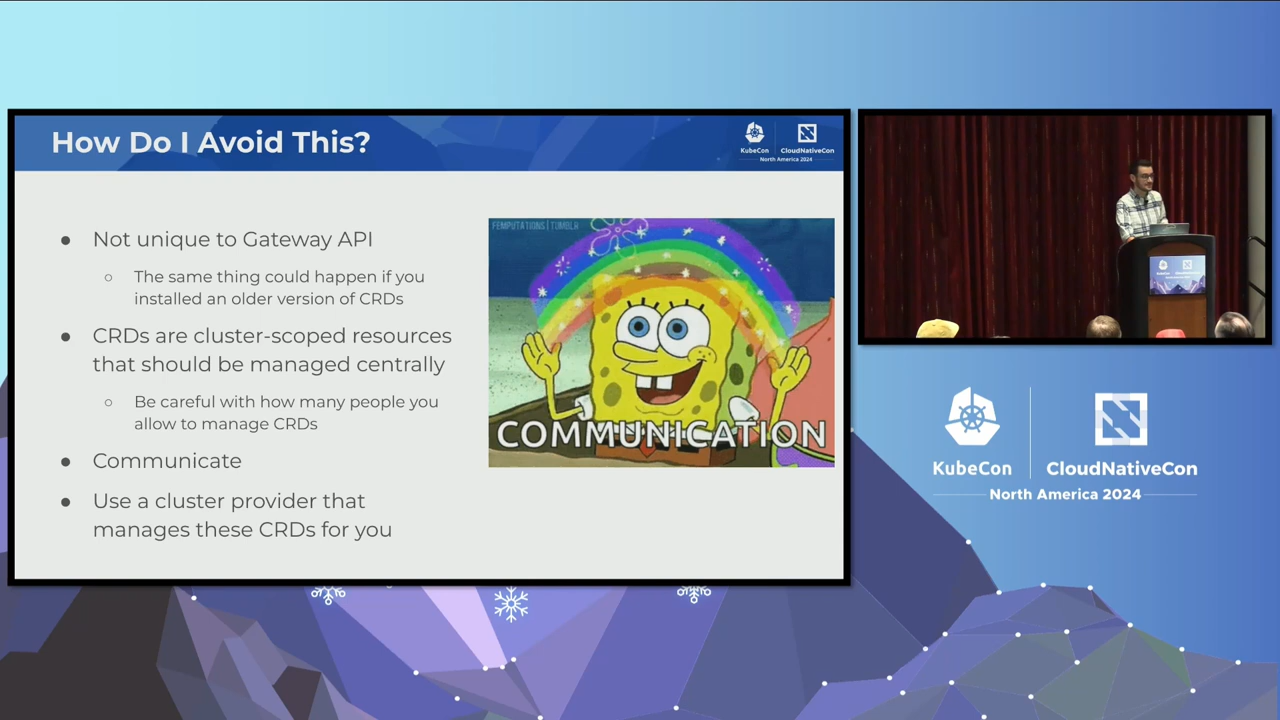 How Do I Avoid This?
KubeCon
CloudNativeCon
North America 2024
● Not unique to Gateway API
○ The same thing could happen if you
installed an older version of CRDs
● CRDs are cluster-scoped resources
that should be managed centrally
○ Be careful with how many people you
allow to manage CRDs
● Communicate
● Use a cluster provider that
manages these CRDs for you
FEMPUTATIONS|TUMBLR
COMMUNICATION
KubeCon
CloudNativeCon
KubeCon
CloudNativeCon
North America 2024